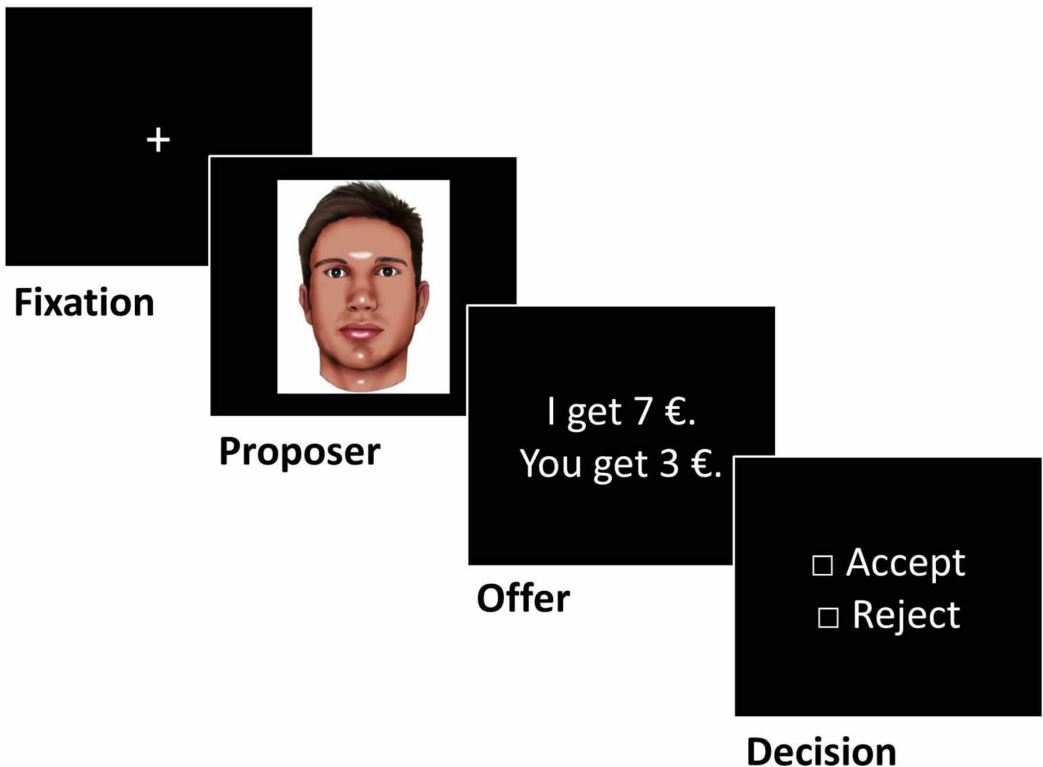 +
Fixation
Proposer
I get 7 €.
You get 3 €.
Offer
□ Accept
□ Reject
Decision